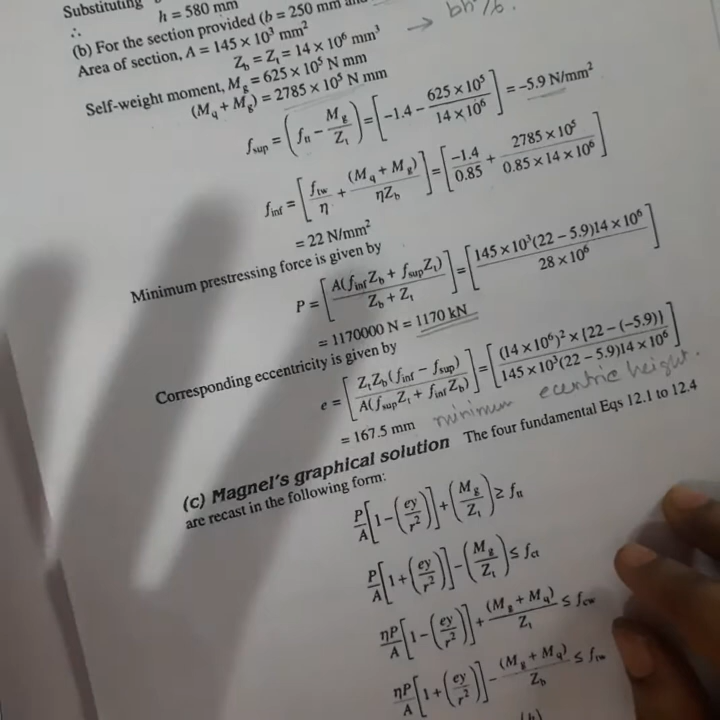 Substituting
∴ h = 580 mm
(b) For the section provided (b = 250 mm and
Area of section, A = 145 × 10³ mm²
Z_b = Z_t = 14 × 10⁶ mm³ → bh²/6.
Self-weight moment, M_g = 625 × 10⁵ N mm
(M_q + M_g) = 2785 × 10⁵ N mm
f_sup = (f_tt − M_g/Z_t) = [−1.4 − 625 × 10⁵/14 × 10⁶] = −5.9 N/mm²
f_inf = [f_tw/η + (M_q + M_g)/ηZ_b] = [−1.4/0.85 + 2785 × 10⁵/0.85 × 14 × 10⁶]
= 22 N/mm²
Minimum prestressing force is given by
P = [A(f_inf Z_b + f_sup Z_t)/Z_b + Z_t] = [145 × 10³(22 − 5.9)14 × 10⁶/28 × 10⁶]
= 1170000 N = 1170 kN
Corresponding eccentricity is given by
e = [Z_t Z_b(f_inf − f_sup)/A(f_sup Z_t + f_inf Z_b)] = [(14 × 10⁶)² × {22 − (−5.9)}/145 × 10³(22 − 5.9)14 × 10⁶]
= 167.5 mm minimum ecentric height.
(c) Magnel's graphical solution The four fundamental Eqs 12.1 to 12.4
are recast in the following form:
P/A[1 − (ey/r²)] + (M_g/Z_t) ≥ f_tt
P/A[1 + (ey/r²)] − (M_g/Z_t) ≤ f_ct
ηP/A[1 − (ey/r²)] + (M_g + M_q)/Z_t ≤ f_cw
ηP/A[1 + (ey/r²)] − (M_g + M_q)/Z_b ≤ f_tw